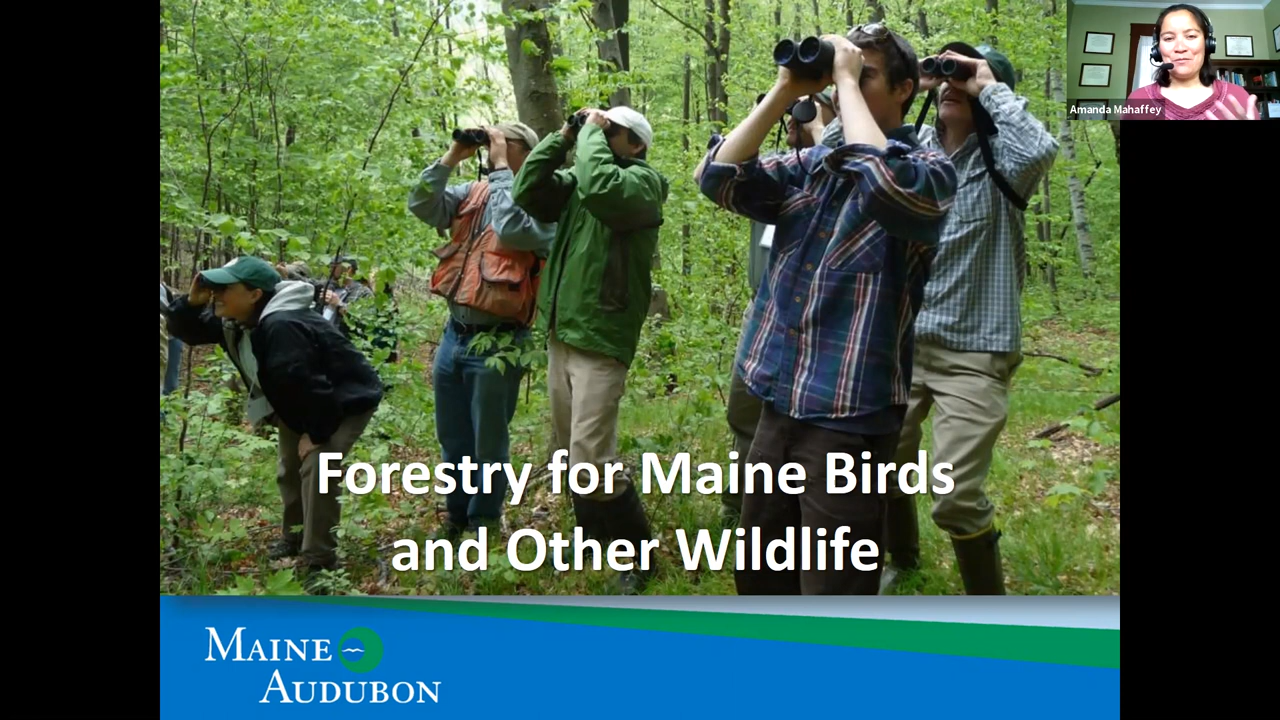 Amanda Mahaffey
Forestry for Maine Birds
and Other Wildlife
MAINE
AUDUBON